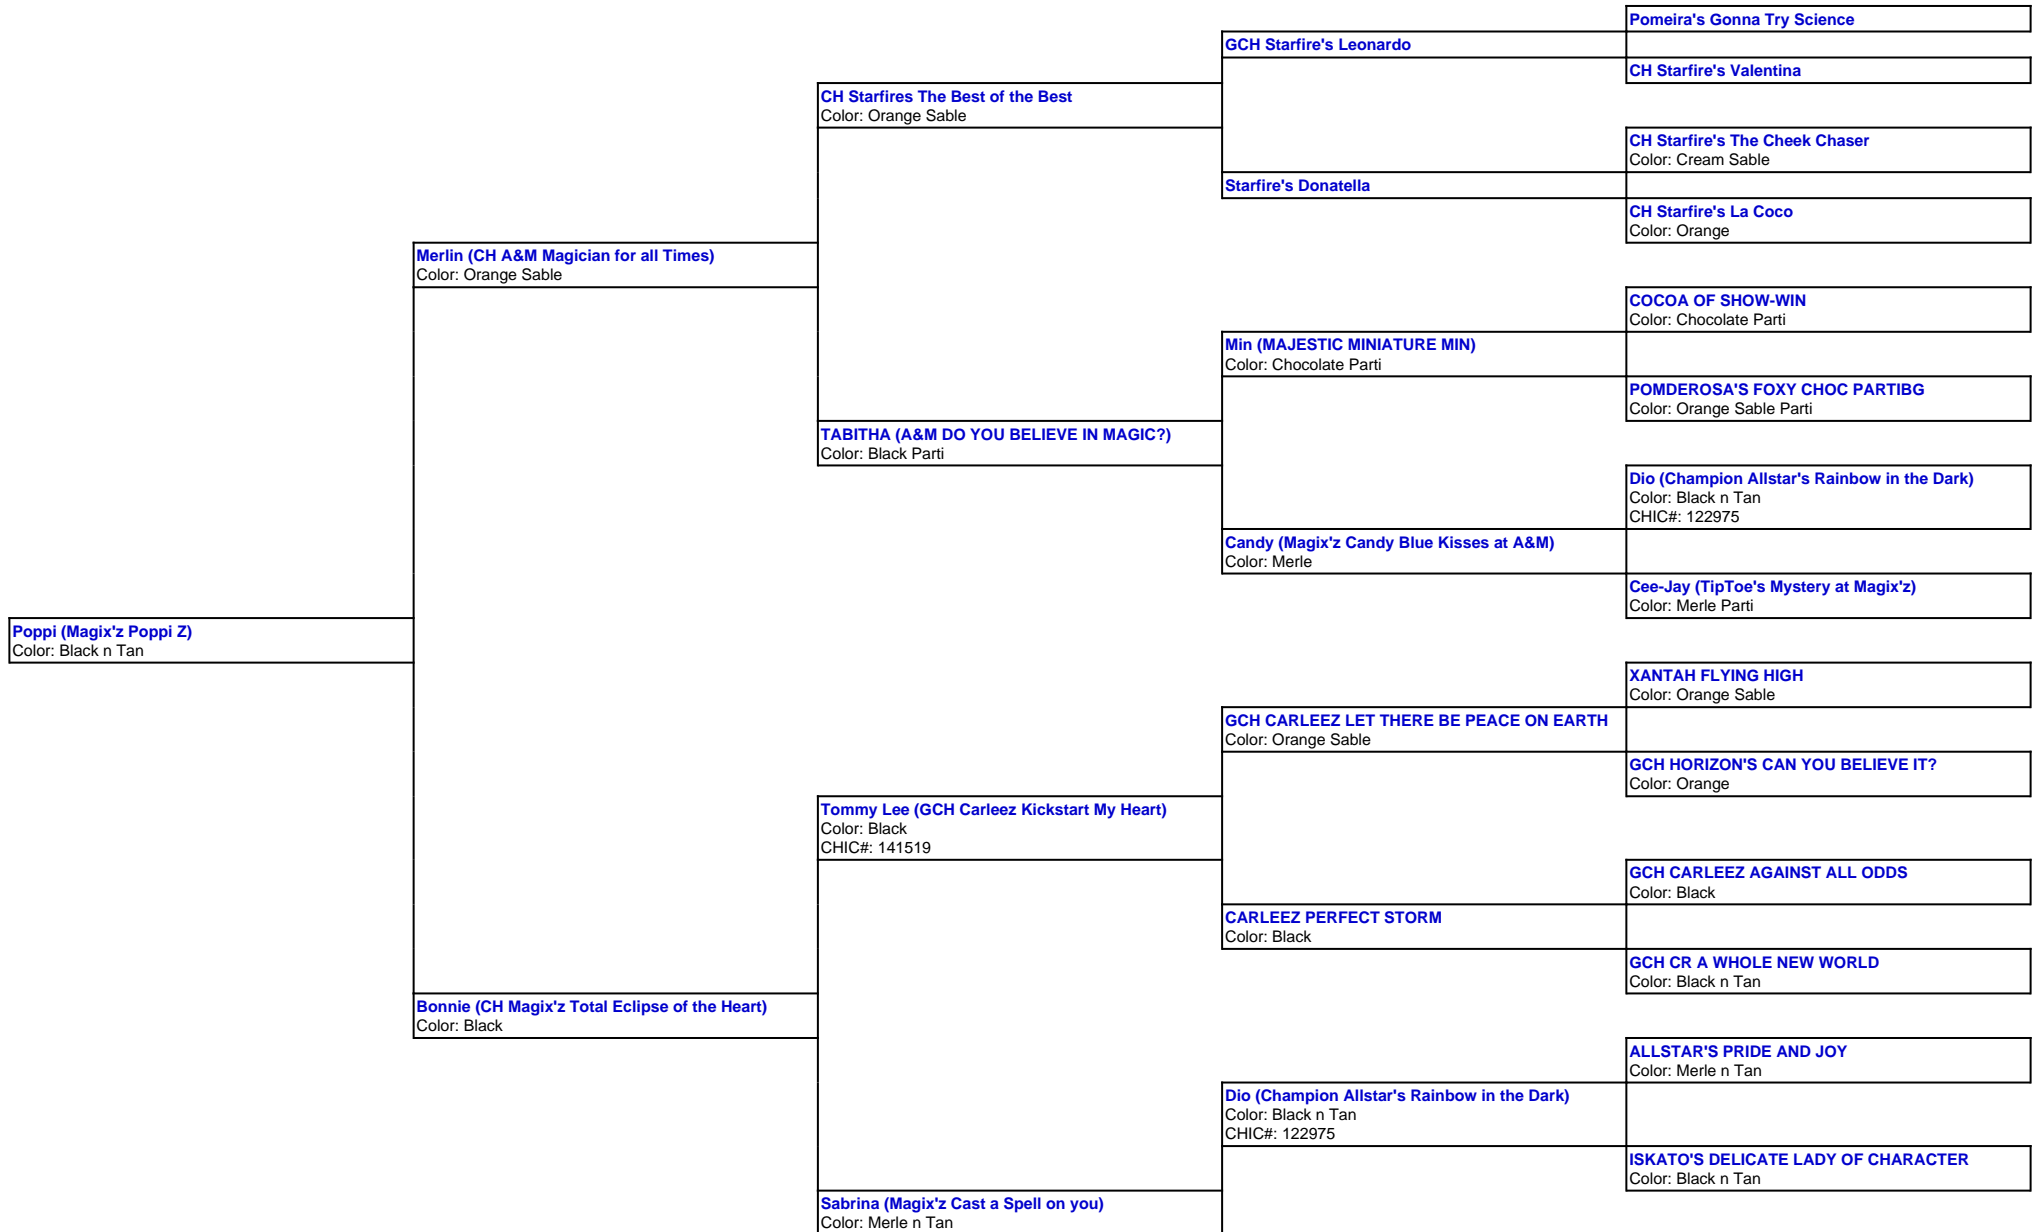 Pomeira's Gonna Try Science
GCH Starfire's Leonardo
CH Starfire's Valentina
CH Starfires The Best of the Best
Color: Orange Sable
CH Starfire's The Cheek Chaser
Color: Cream Sable
Starfire's Donatella
CH Starfire's La Coco
Color: Orange
Merlin (CH A&M Magician for all Times)
Color: Orange Sable
COCOA OF SHOW-WIN
Color: Chocolate Parti
Min (MAJESTIC MINIATURE MIN)
Color: Chocolate Parti
POMDEROSA'S FOXY CHOC PARTIBG
Color: Orange Sable Parti
TABITHA (A&M DO YOU BELIEVE IN MAGIC?)
Color: Black Parti
Dio (Champion Allstar's Rainbow in the Dark)
Color: Black n Tan
CHIC#: 122975
Candy (Magix'z Candy Blue Kisses at A&M)
Color: Merle
Cee-Jay (TipToe's Mystery at Magix'z)
Color: Merle Parti
Poppi (Magix'z Poppi Z)
Color: Black n Tan
XANTAH FLYING HIGH
Color: Orange Sable
GCH CARLEEZ LET THERE BE PEACE ON EARTH
Color: Orange Sable
GCH HORIZON'S CAN YOU BELIEVE IT?
Color: Orange
Tommy Lee (GCH Carleez Kickstart My Heart)
Color: Black
CHIC#: 141519
GCH CARLEEZ AGAINST ALL ODDS
Color: Black
CARLEEZ PERFECT STORM
Color: Black
GCH CR A WHOLE NEW WORLD
Color: Black n Tan
Bonnie (CH Magix'z Total Eclipse of the Heart)
Color: Black
ALLSTAR'S PRIDE AND JOY
Color: Merle n Tan
Dio (Champion Allstar's Rainbow in the Dark)
Color: Black n Tan
CHIC#: 122975
ISKATO'S DELICATE LADY OF CHARACTER
Color: Black n Tan
Sabrina (Magix'z Cast a Spell on you)
Color: Merle n Tan